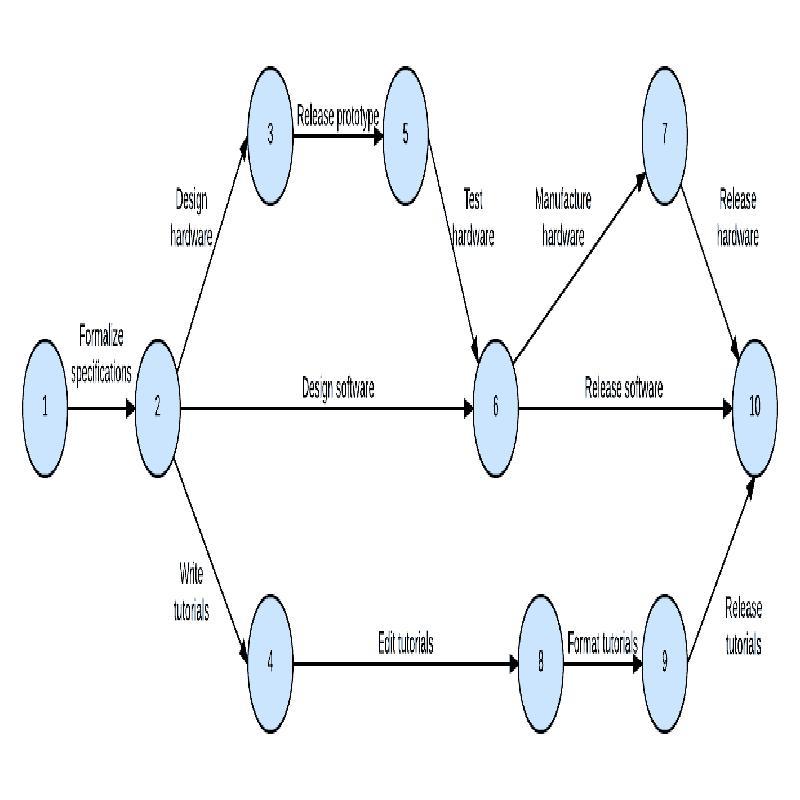 3
Release prototype
5
7
Design
hardware
Test
hardware
Manufacture
hardware
Release
hardware
Formalize
specifications
1
2
Design software
6
Release software
10
Write
tutorials
4
Edit tutorials
8
Format tutorials
9
Release
tutorials